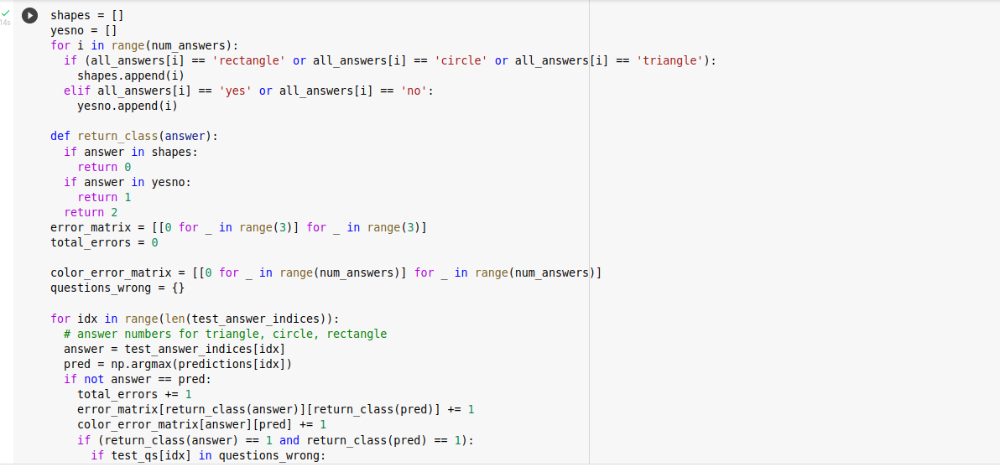 14s
shapes = []
yesno = []
for i in range(num_answers):
  if (all_answers[i] == 'rectangle' or all_answers[i] == 'circle' or all_answers[i] == 'triangle'):
    shapes.append(i)
  elif all_answers[i] == 'yes' or all_answers[i] == 'no':
    yesno.append(i)

def return_class(answer):
  if answer in shapes:
    return 0
  if answer in yesno:
    return 1
  return 2
error_matrix = [[0 for _ in range(3)] for _ in range(3)]
total_errors = 0

color_error_matrix = [[0 for _ in range(num_answers)] for _ in range(num_answers)]
questions_wrong = {}

for idx in range(len(test_answer_indices)):
  # answer numbers for triangle, circle, rectangle
  answer = test_answer_indices[idx]
  pred = np.argmax(predictions[idx])
  if not answer == pred:
    total_errors += 1
    error_matrix[return_class(answer)][return_class(pred)] += 1
    color_error_matrix[answer][pred] += 1
    if (return_class(answer) == 1 and return_class(pred) == 1):
      if test_qs[idx] in questions_wrong: